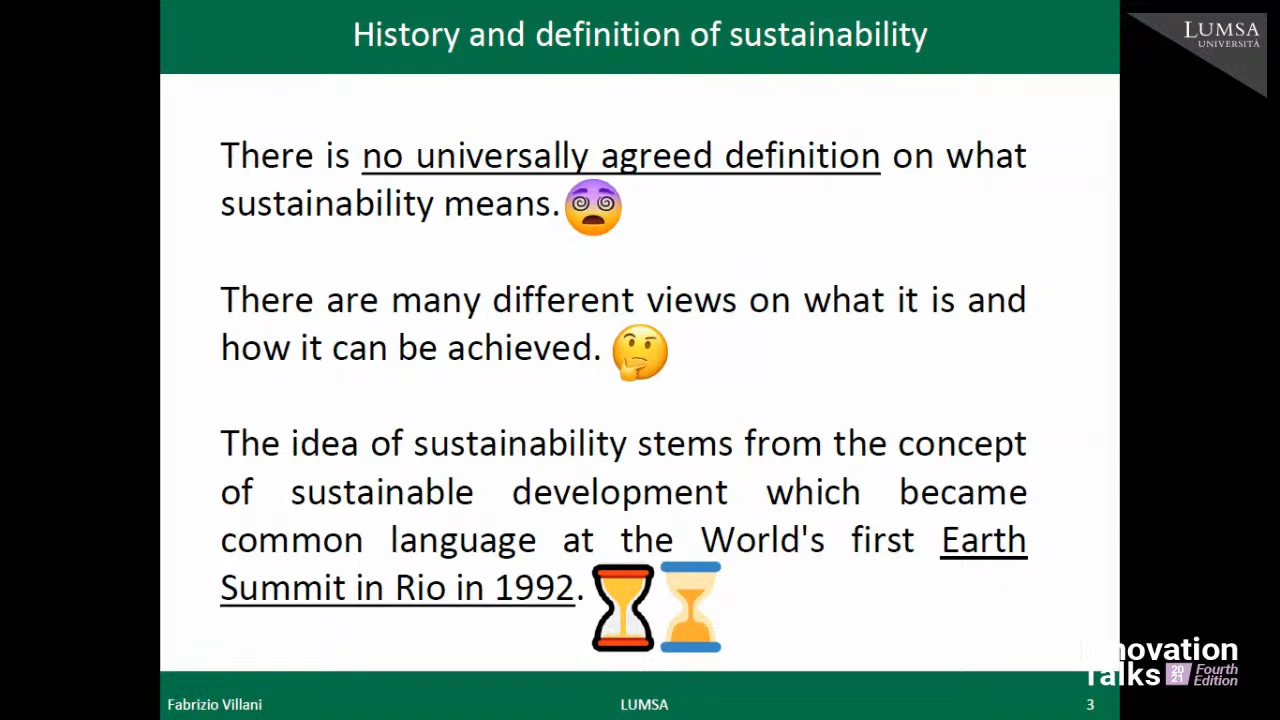 History and definition of sustainability
LUMSA
UNIVERSITÀ
There is no universally agreed definition on what
sustainability means.
There are many different views on what it is and
how it can be achieved.
The idea of sustainability stems from the concept
of sustainable development which became
common language at the World's first Earth
Summit in Rio in 1992.
Innovation
Talks 20 21 Fourth Edition
Fabrizio Villani
LUMSA
3